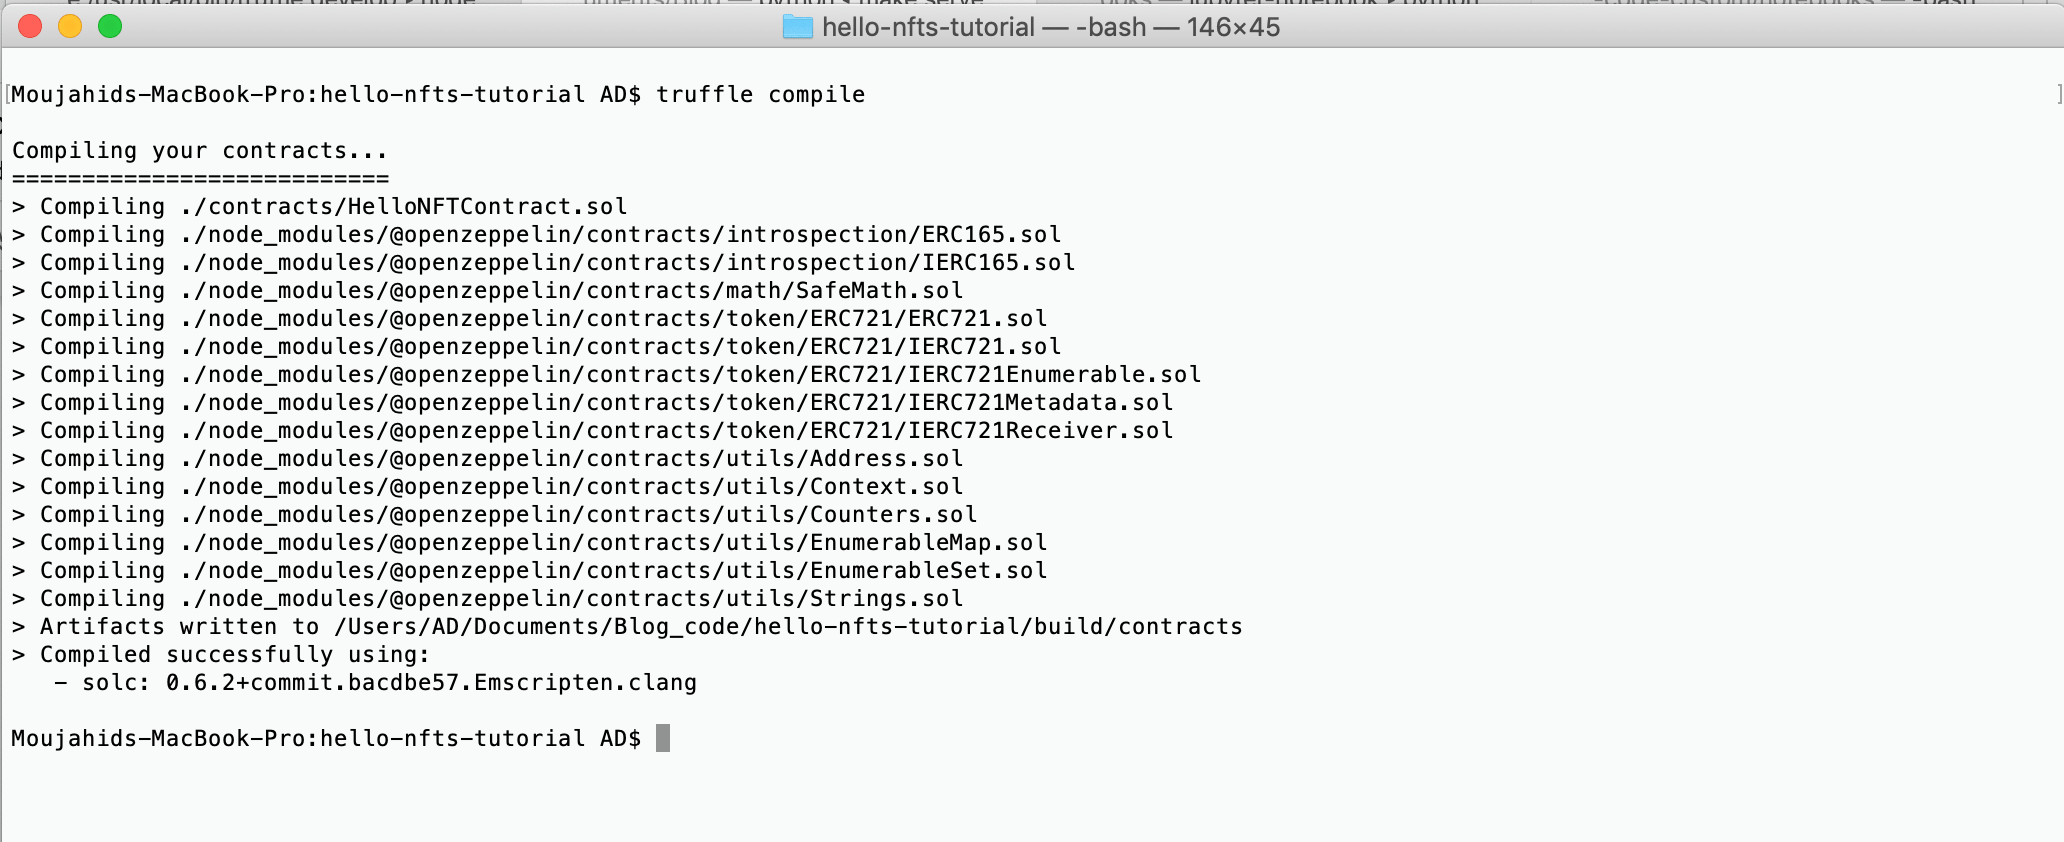 hello-nfts-tutorial — -bash — 146×45
Moujahids-MacBook-Pro:hello-nfts-tutorial AD$ truffle compile
Compiling your contracts...
===========================
> Compiling ./contracts/HelloNFTContract.sol
> Compiling ./node_modules/@openzeppelin/contracts/introspection/ERC165.sol
> Compiling ./node_modules/@openzeppelin/contracts/introspection/IERC165.sol
> Compiling ./node_modules/@openzeppelin/contracts/math/SafeMath.sol
> Compiling ./node_modules/@openzeppelin/contracts/token/ERC721/ERC721.sol
> Compiling ./node_modules/@openzeppelin/contracts/token/ERC721/IERC721.sol
> Compiling ./node_modules/@openzeppelin/contracts/token/ERC721/IERC721Enumerable.sol
> Compiling ./node_modules/@openzeppelin/contracts/token/ERC721/IERC721Metadata.sol
> Compiling ./node_modules/@openzeppelin/contracts/token/ERC721/IERC721Receiver.sol
> Compiling ./node_modules/@openzeppelin/contracts/utils/Address.sol
> Compiling ./node_modules/@openzeppelin/contracts/utils/Context.sol
> Compiling ./node_modules/@openzeppelin/contracts/utils/Counters.sol
> Compiling ./node_modules/@openzeppelin/contracts/utils/EnumerableMap.sol
> Compiling ./node_modules/@openzeppelin/contracts/utils/EnumerableSet.sol
> Compiling ./node_modules/@openzeppelin/contracts/utils/Strings.sol
> Artifacts written to /Users/AD/Documents/Blog_code/hello-nfts-tutorial/build/contracts
> Compiled successfully using:
- solc: 0.6.2+commit.bacdbe57.Emscripten.clang
Moujahids-MacBook-Pro:hello-nfts-tutorial AD$